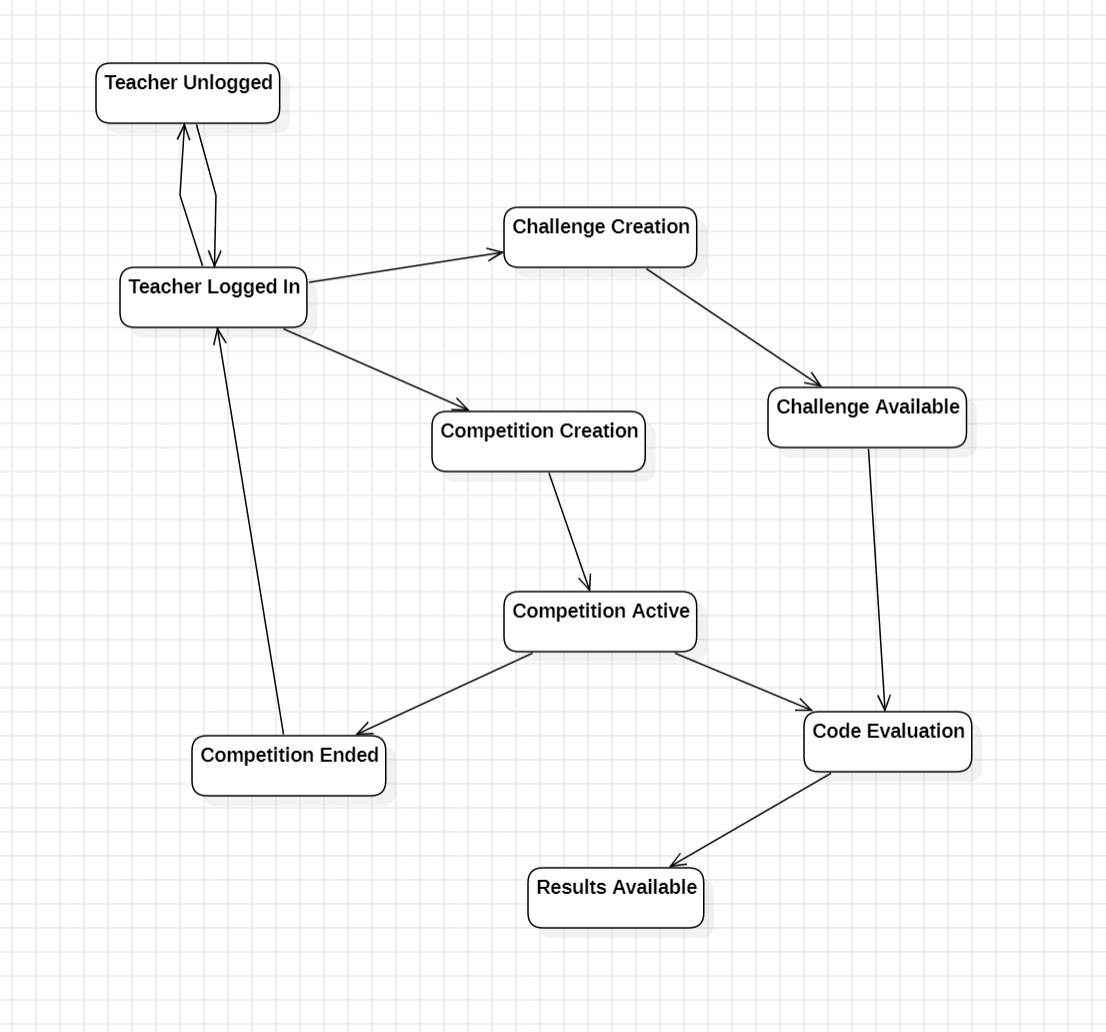 Teacher Unlogged
Challenge Creation
Teacher Logged In
Challenge Available
Competition Creation
Competition Active
Code Evaluation
Competition Ended
Results Available